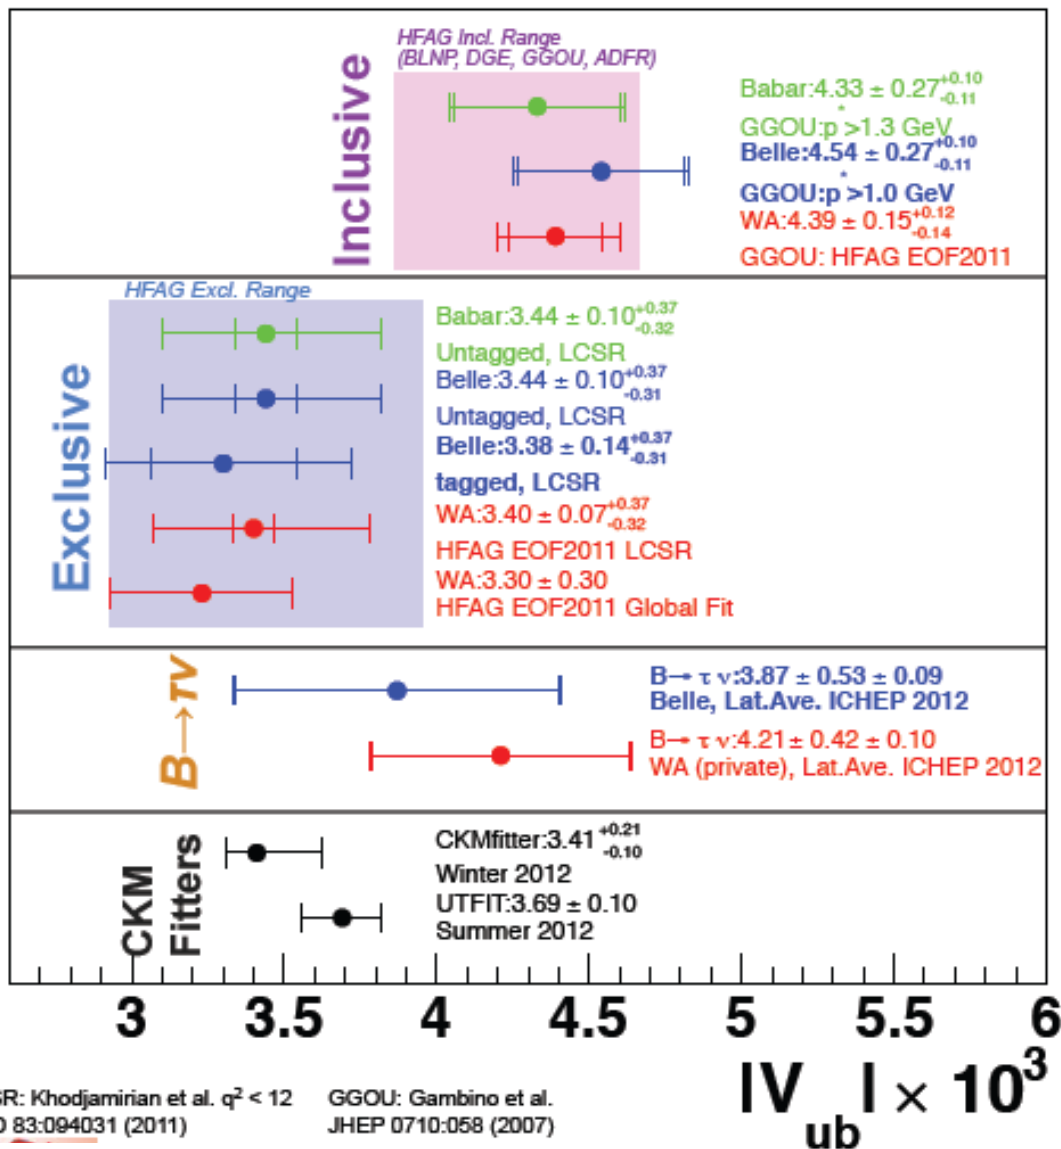 HFAG Incl. Range
(BLNP, DGE, GGOU, ADFR)
Inclusive
Babar:4.33 ± 0.27 +0.10 -0.11
GGOU:p* >1.3 GeV
Belle:4.54 ± 0.27 +0.10 -0.11
GGOU:p* >1.0 GeV
WA:4.39 ± 0.15 +0.12 -0.14
GGOU: HFAG EOF2011
HFAG Excl. Range
Exclusive
Babar:3.44 ± 0.10 +0.37 -0.32
Untagged, LCSR
Belle:3.44 ± 0.10 +0.37 -0.31
Untagged, LCSR
Belle:3.38 ± 0.14 +0.37 -0.31
tagged, LCSR
WA:3.40 ± 0.07 +0.37 -0.32
HFAG EOF2011 LCSR
WA:3.30 ± 0.30
HFAG EOF2011 Global Fit
B→τν
B→ τ ν:3.87 ± 0.53 ± 0.09
Belle, Lat.Ave. ICHEP 2012
B→ τ ν:4.21 ± 0.42 ± 0.10
WA (private), Lat.Ave. ICHEP 2012
CKM
Fitters
CKMfitter:3.41 +0.21 -0.10
Winter 2012
UTFIT:3.69 ± 0.10
Summer 2012
3 3.5 4 4.5 5 5.5 6
|V_ub| × 10³
SR: Khodjamirian et al. q² < 12
83:094031 (2011)
GGOU: Gambino et al.
JHEP 0710:058 (2007)